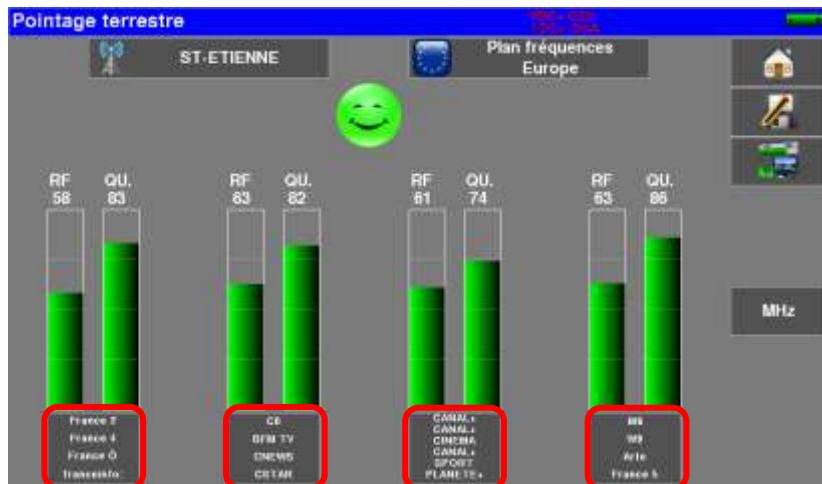 Pointage terrestre
ST-ETIENNE
Plan fréquences
Europe
RF QU. RF QU. RF QU. RF QU.
58 83 63 82 61 74 63 86
MHz
France 2
France 4
France Ô
franceinfo:
C8
BFM TV
CNEWS
CSTAR
CANAL+
CANAL+
CINEMA
CANAL+
SPORT
PLANETE+
M6
W9
Arte
France 5